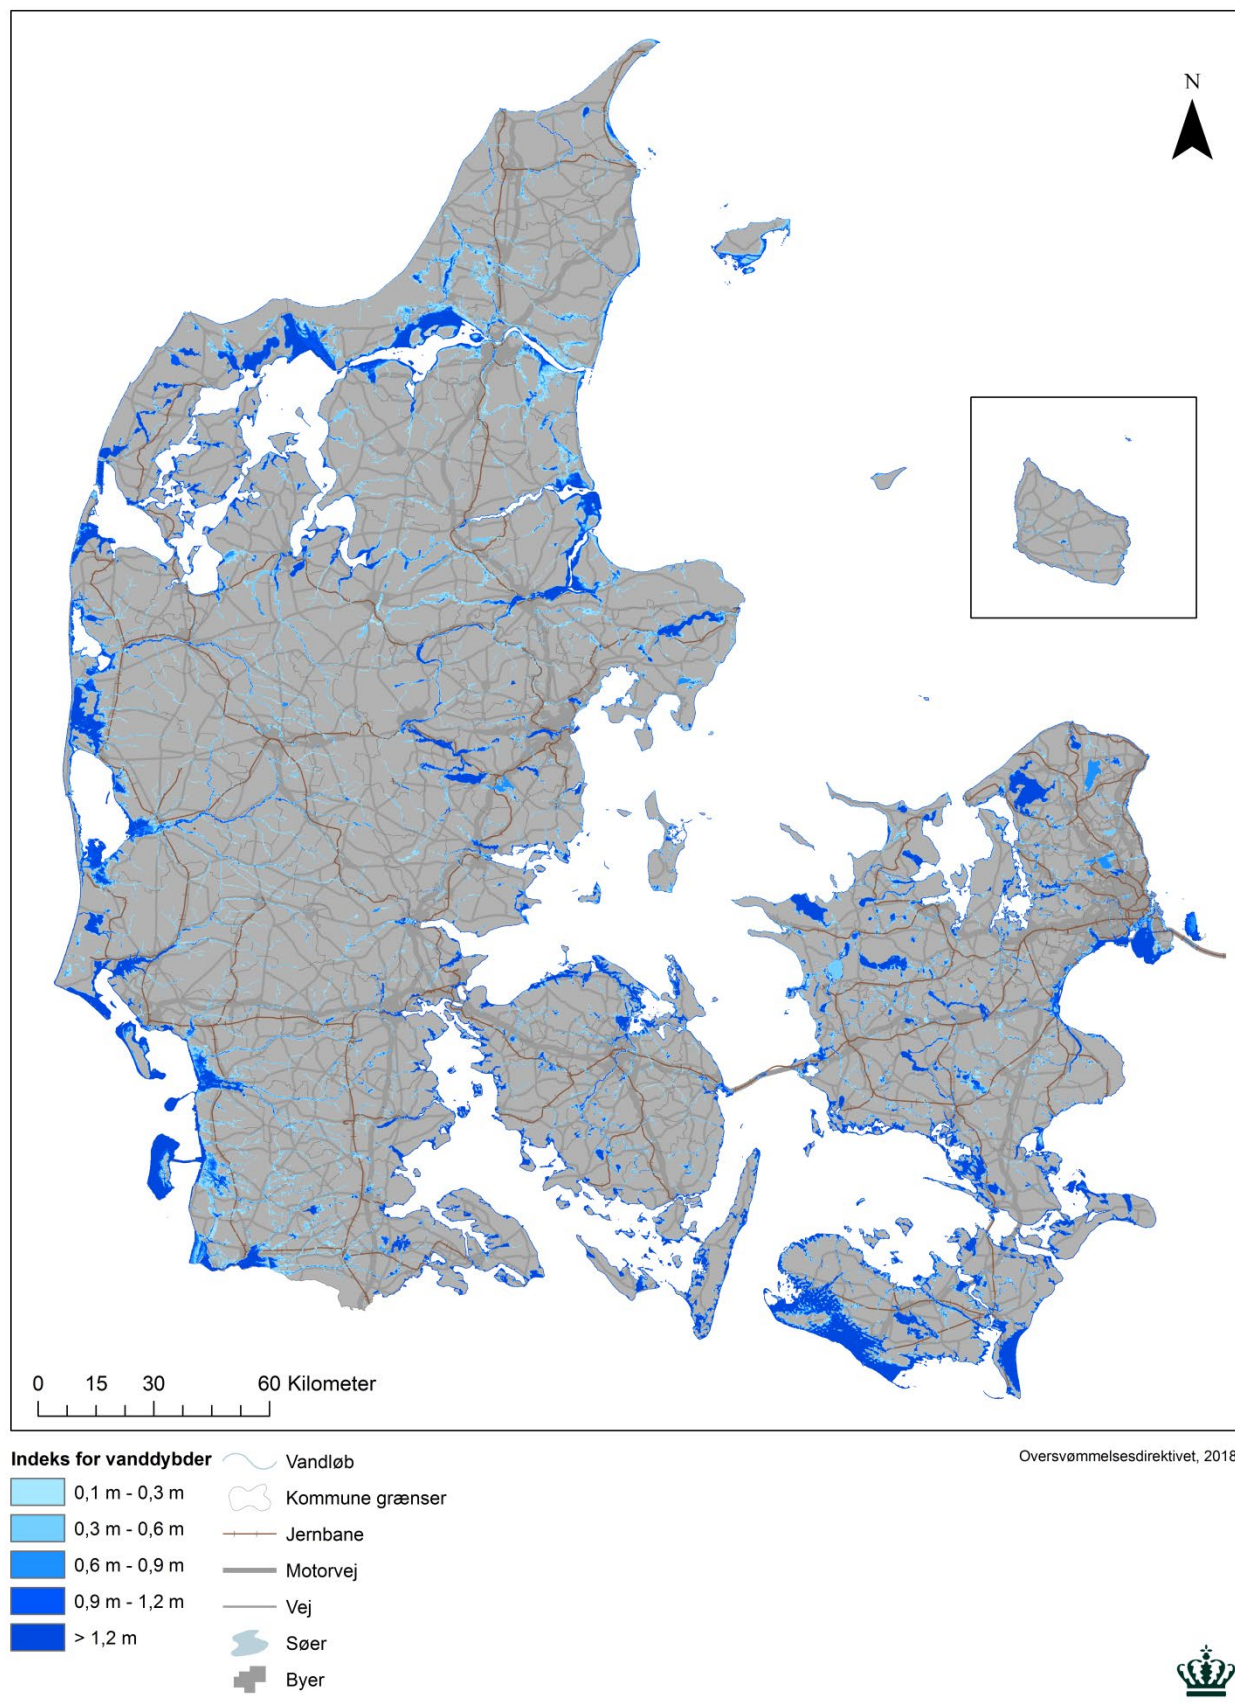 N
0 15 30 60 Kilometer
Indeks for vanddybder
0,1 m - 0,3 m
0,3 m - 0,6 m
0,6 m - 0,9 m
0,9 m - 1,2 m
> 1,2 m
Vandløb
Kommune grænser
Jernbane
Motorvej
Vej
Søer
Byer
Oversvømmelsesdirektivet, 2018